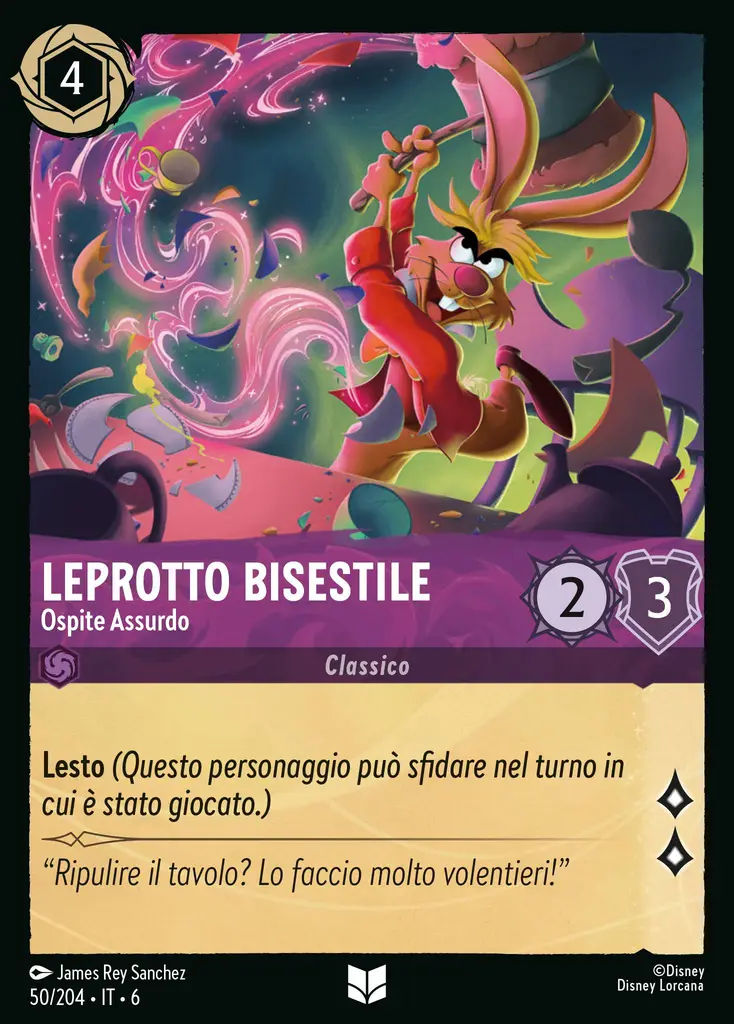 4
LEPROTTO BISESTILE
Ospite Assurdo
2
3
Classico
Lesto (Questo personaggio può sfidare nel turno in
cui è stato giocato.)
“Ripulire il tavolo? Lo faccio molto volentieri!”
James Rey Sanchez
50/204 • IT • 6
©Disney
Disney Lorcana